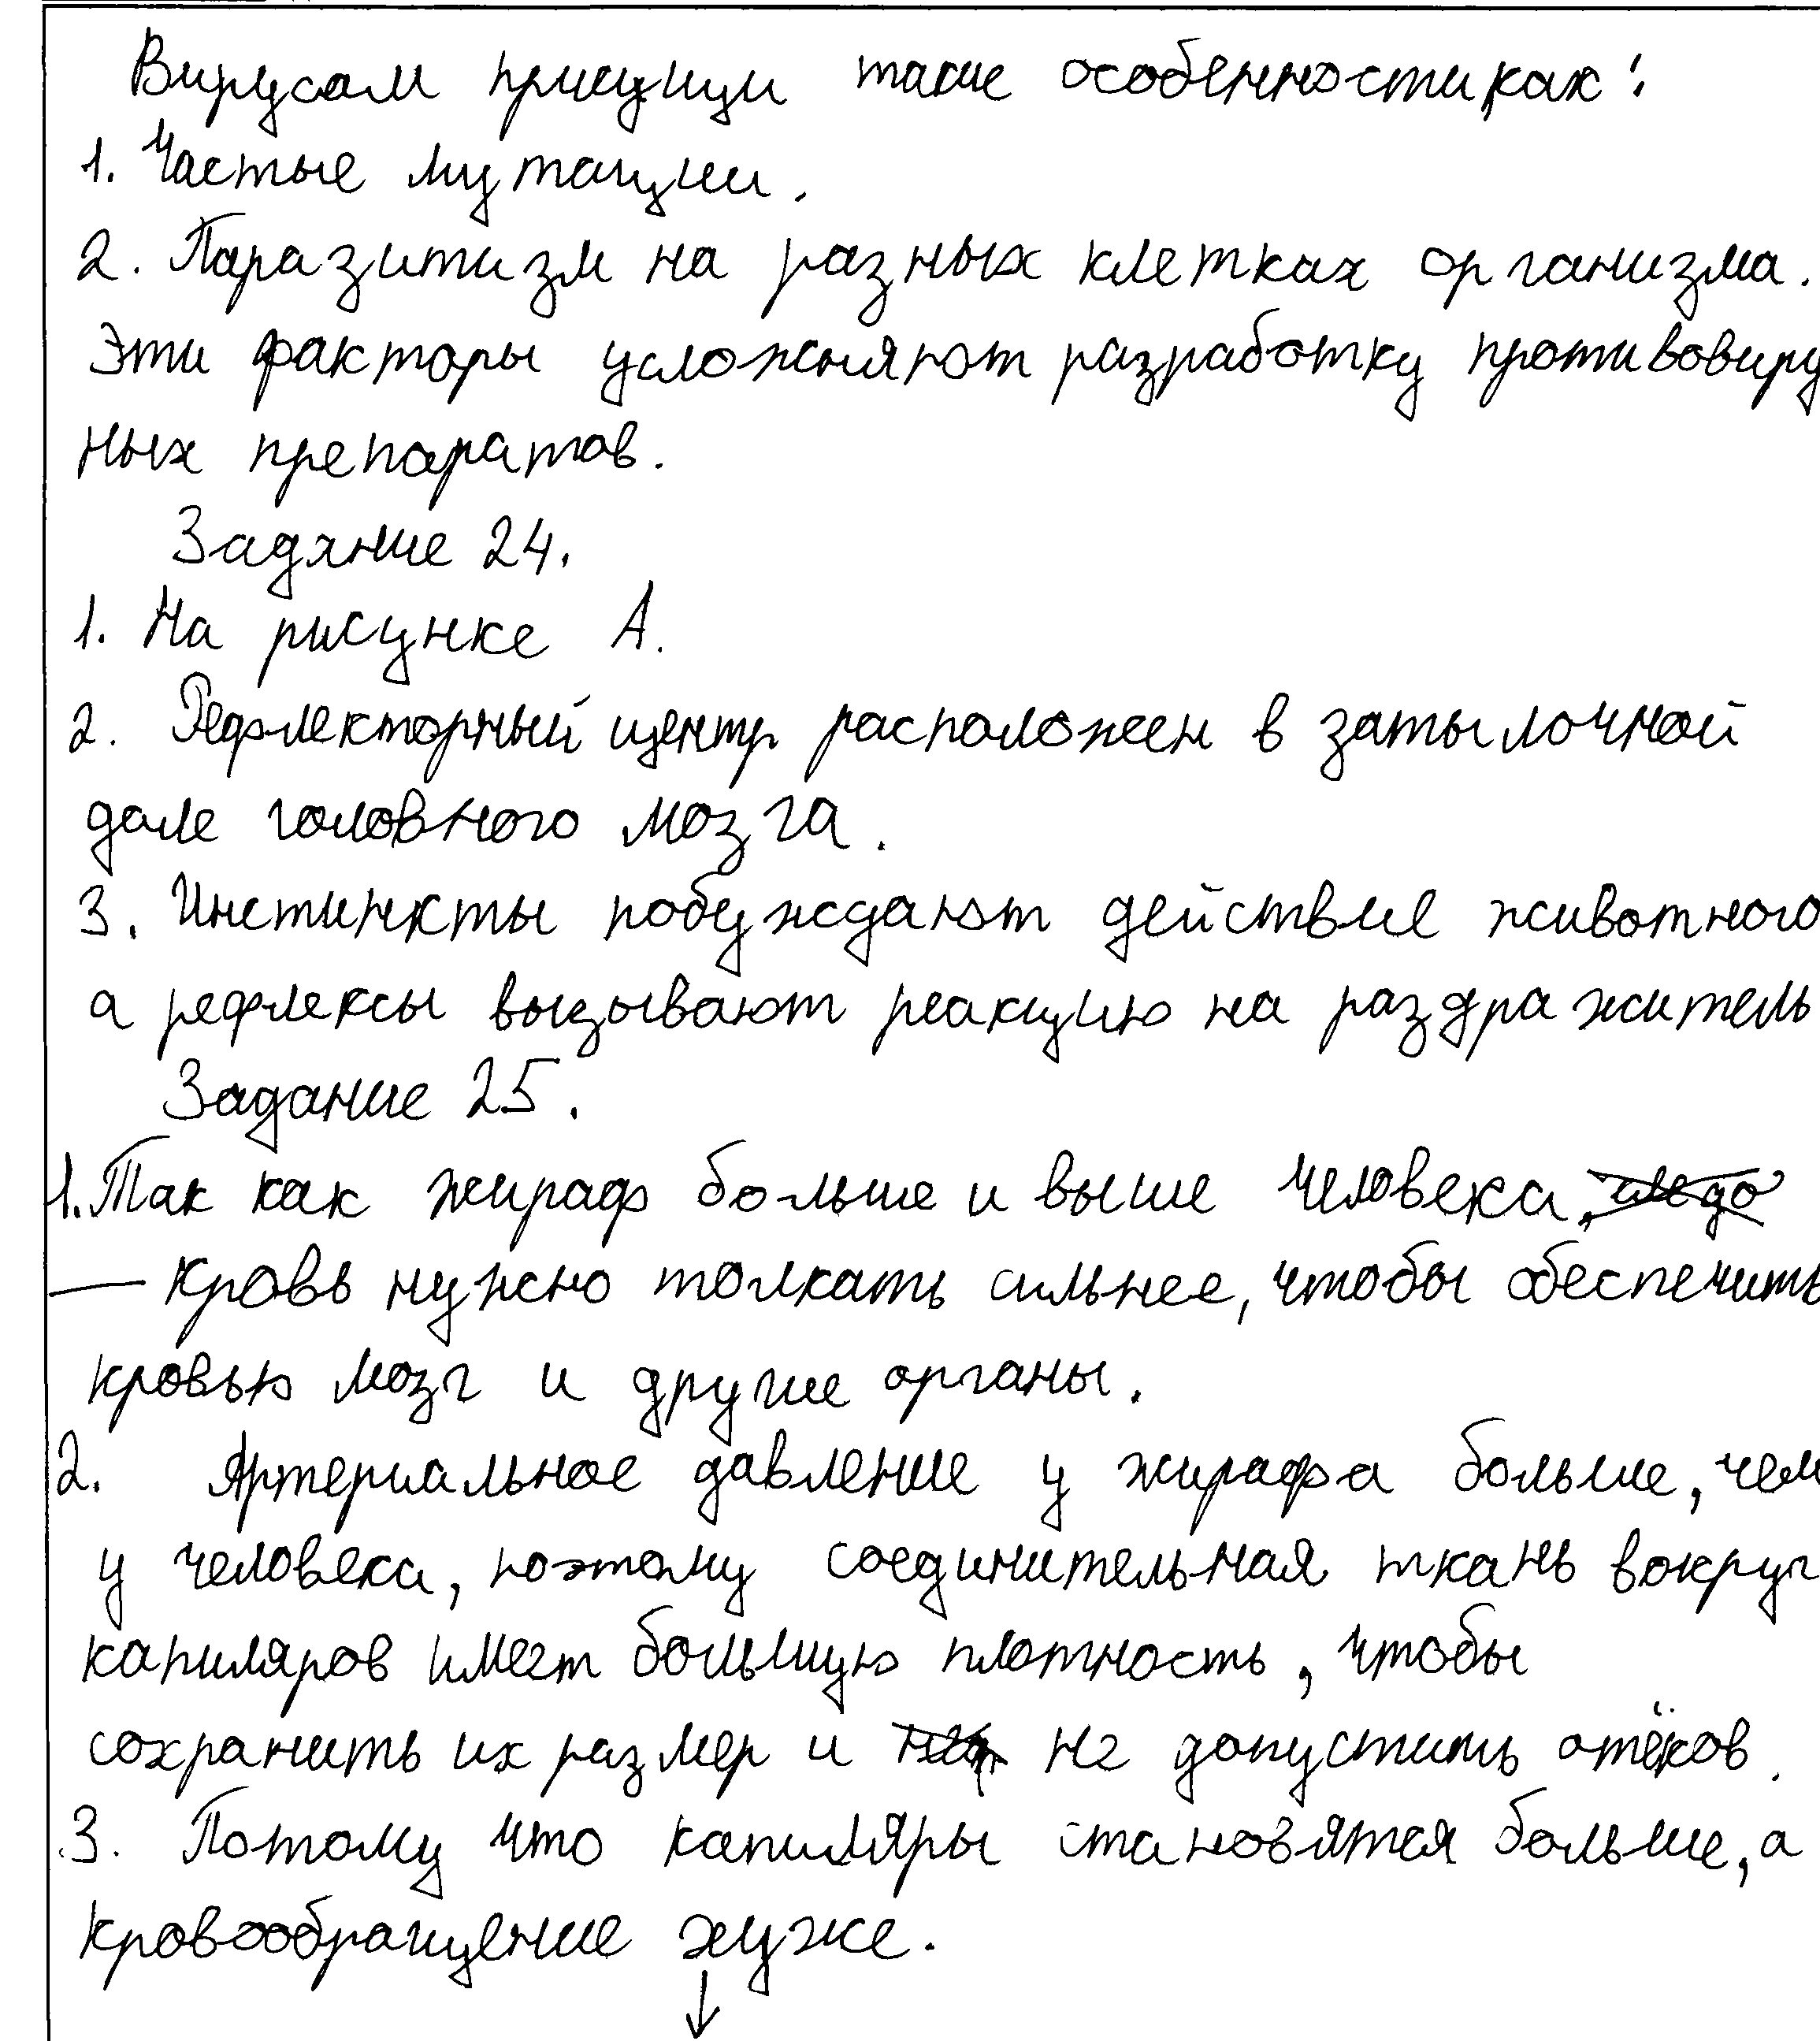 Вирусам присущи такие особенности, как:
1. Частые мутации.
2. Паразитизм на разных клетках организма.
Эти факторы усложняют разработку противовиру
ных препаратов.
Задание 24.
1. На рисунке А.
2. Рефлекторный центр расположен в затылочной
доле головного мозга.
3. Инстинкты побуждают действие животного
а рефлексы вызывают реакцию на раздражитель
Задание 25.
1. Так как жираф больше и выше человека,
— кровь нужно толкать сильнее, чтобы обеспечить
кровью мозг и другие органы.
2. Артериальное давление у жирафа больше, чем
у человека, поэтому соединительная ткань вокруг
капиляров имеет большую плотность, чтобы
сохранить их размер и не допустить отёков.
3. Потому что капиляры становятся больше, а
кровообращение хуже.